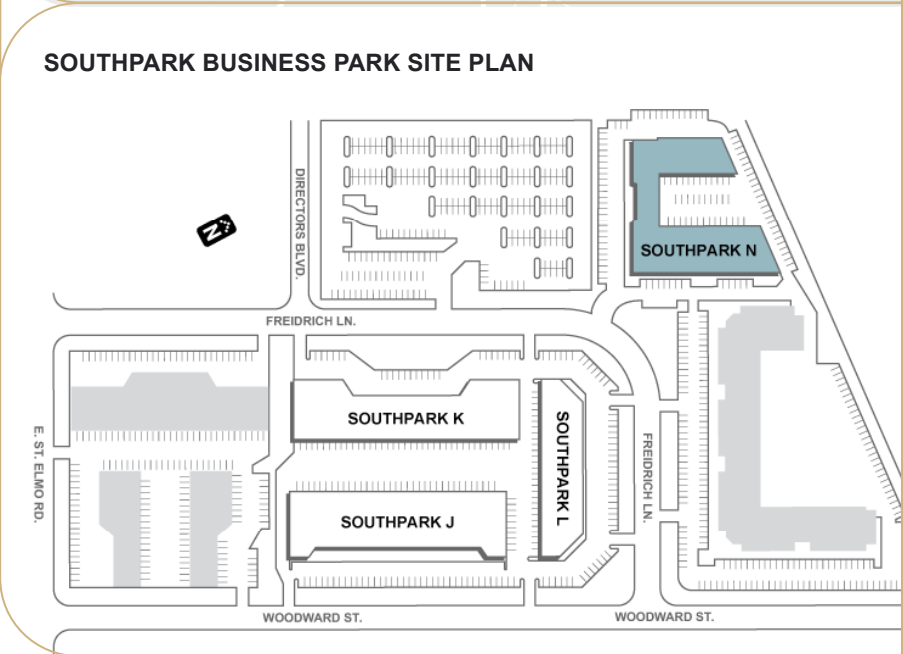 SOUTHPARK BUSINESS PARK SITE PLAN
DIRECTORS BLVD.
N
SOUTHPARK N
FREIDRICH LN.
SOUTHPARK K
SOUTHPARK L
E. ST. ELMO RD.
FREIDRICH LN.
SOUTHPARK J
WOODWARD ST.
WOODWARD ST.